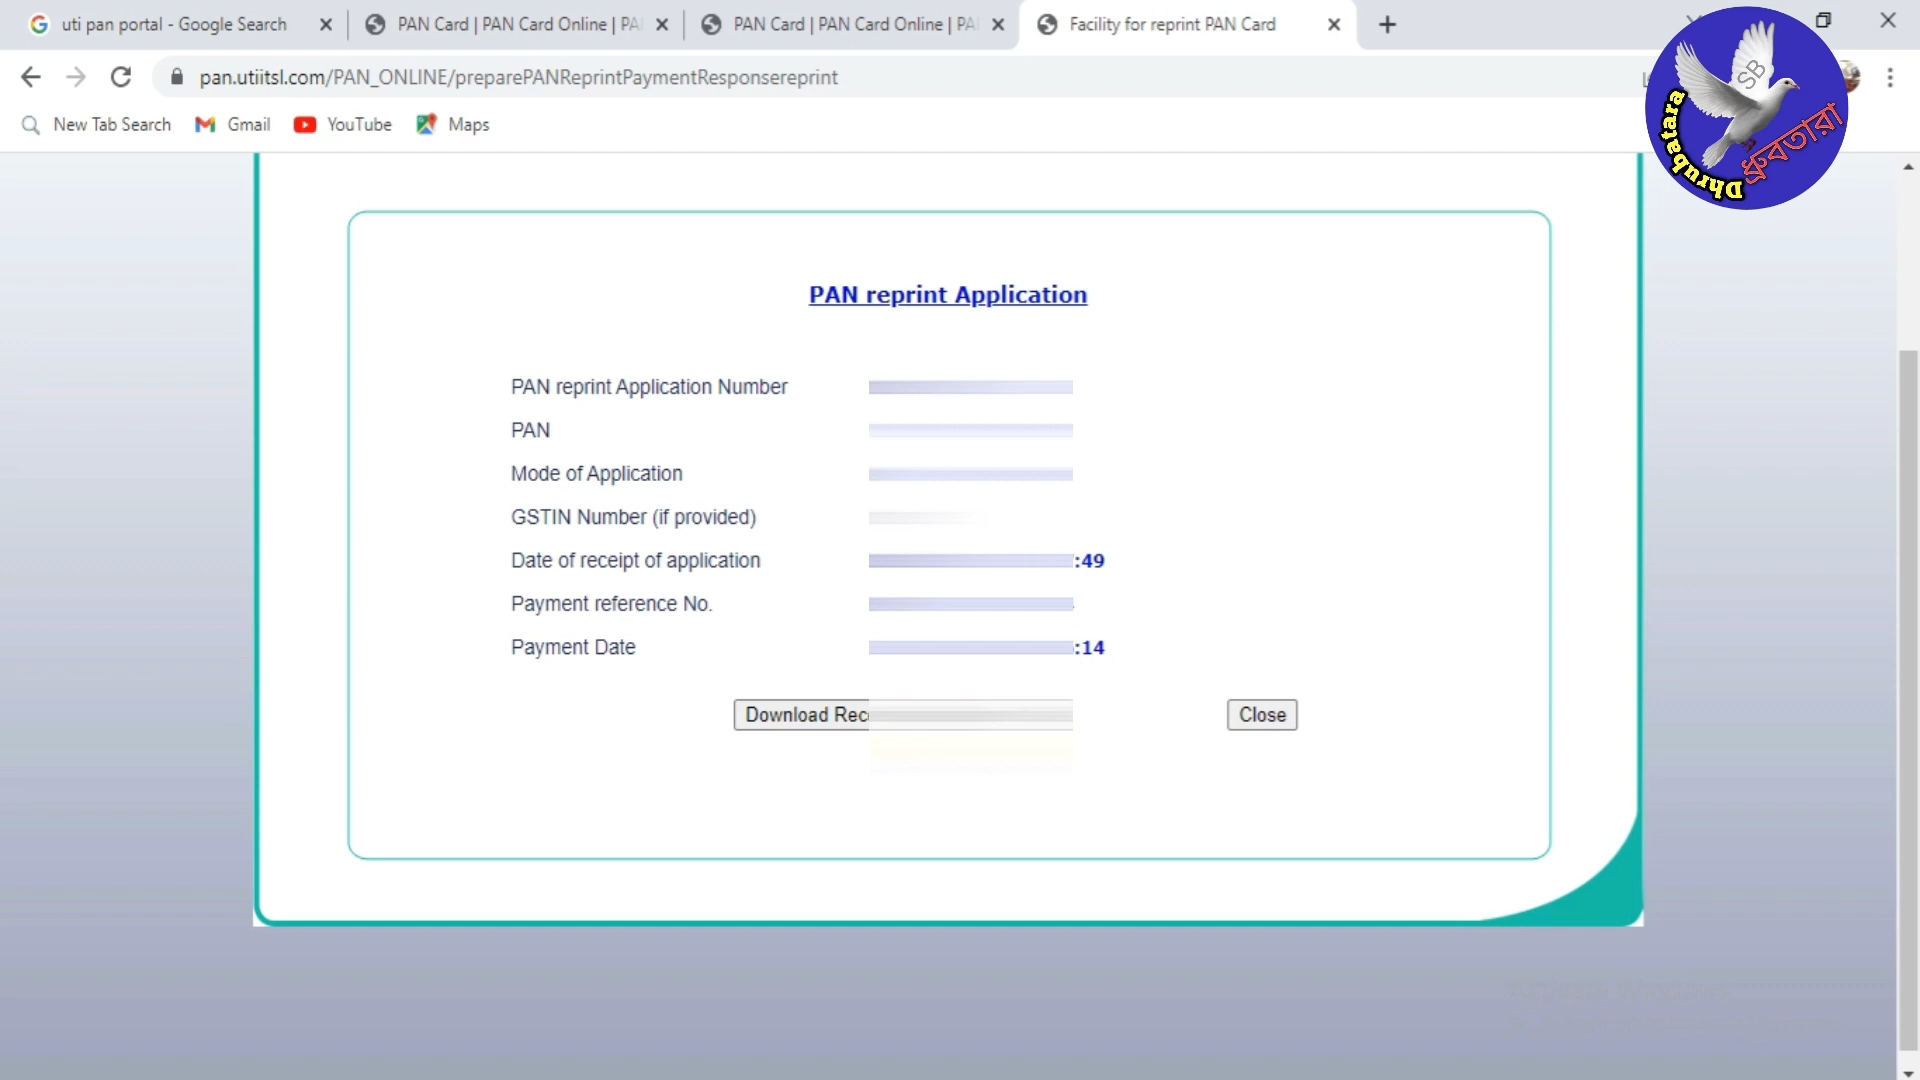 uti pan portal - Google Search
PAN Card | PAN Card Online | PA
PAN Card | PAN Card Online | PA
Facility for reprint PAN Card
pan.utiitsl.com/PAN_ONLINE/preparePANReprintPaymentResponsereprint
New Tab Search
Gmail
YouTube
Maps
SB
Dhrubatara
ধ্রুবতারা
PAN reprint Application
PAN reprint Application Number
PAN
Mode of Application
GSTIN Number (if provided)
Date of receipt of application :49
Payment reference No.
Payment Date :14
Download Rec
Close